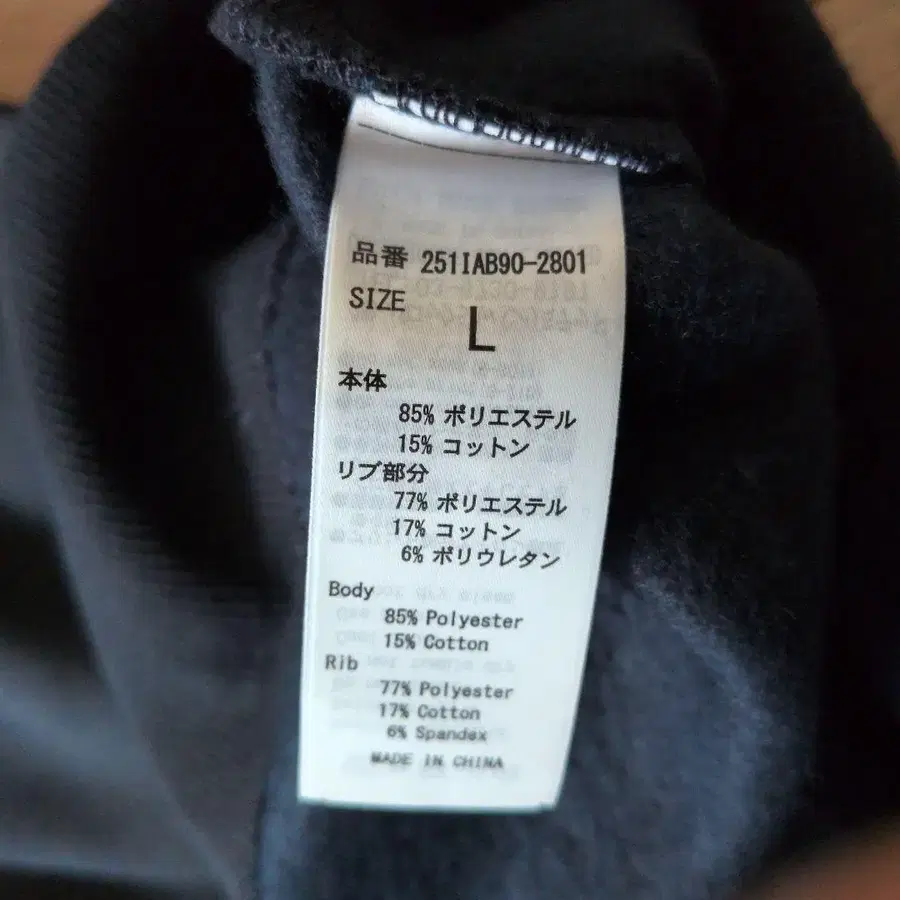 品番 251IAB90-2801
SIZE L
本体
85% ポリエステル
15% コットン
リブ部分
77% ポリエステル
17% コットン
6% ポリウレタン
Body
85% Polyester
15% Cotton
Rib
77% Polyester
17% Cotton
6% Spandex
MADE IN CHINA